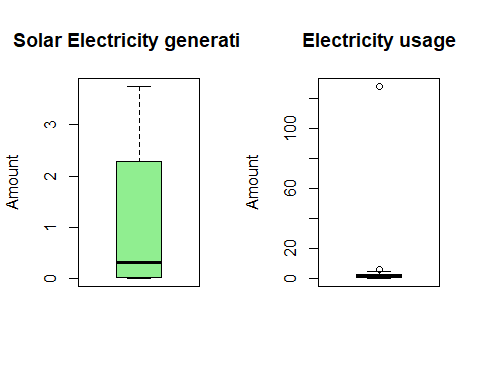 Solar Electricity generati
Electricity usage
Amount
3
2
1
0
Amount
100
60
20
0